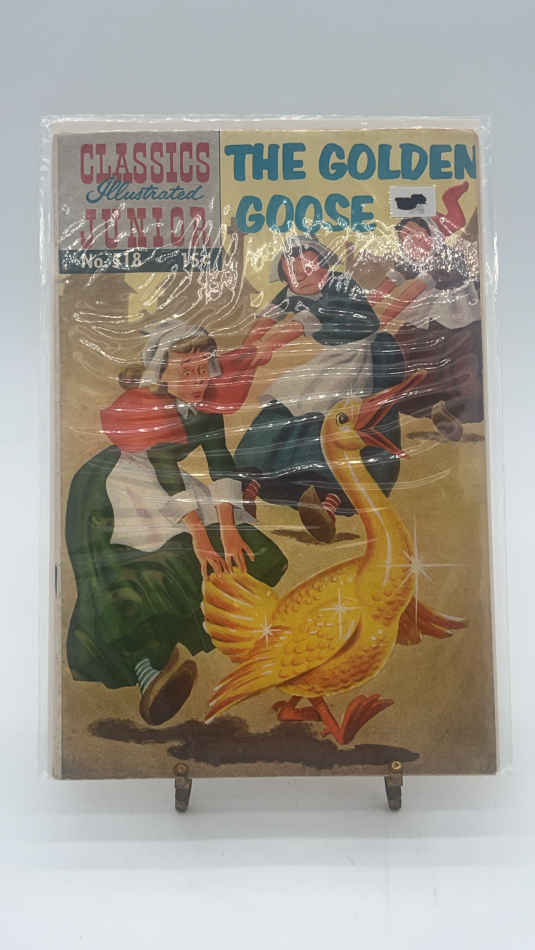 CLASSICS
Illustrated
JUNIOR
No. 518 15¢
THE GOLDEN
GOOSE